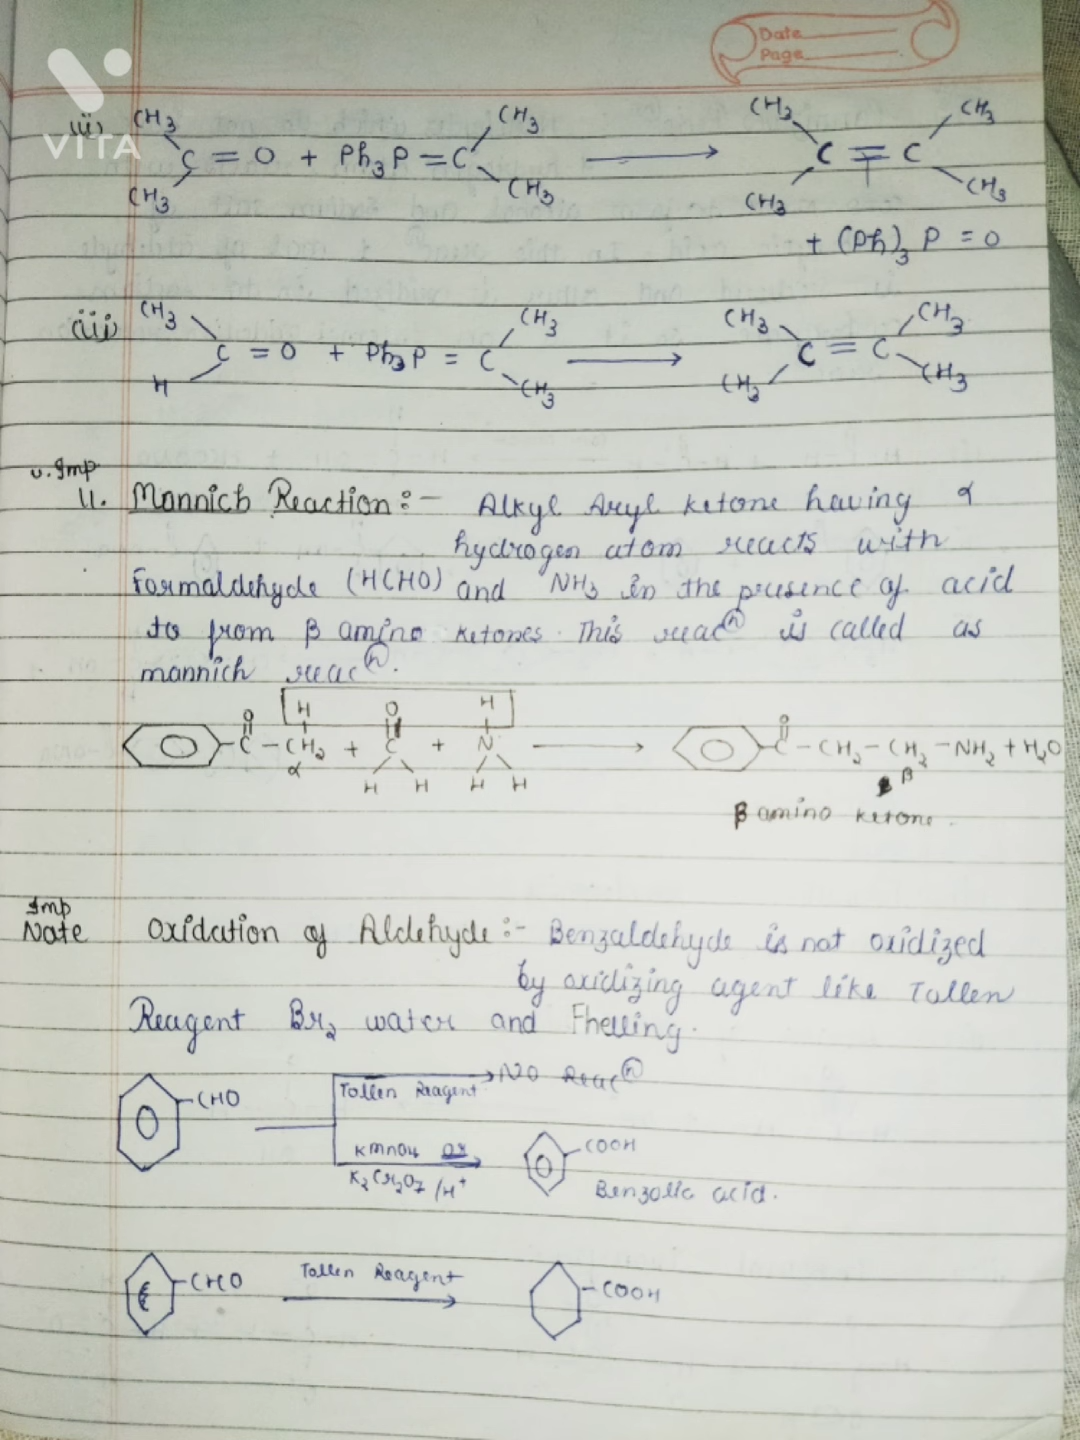 Date
Page
VITA
(ii) CH3 CH3 CH3 CH3
C = O + Ph3P = C ⟶ C = C
CH3 CH3 CH3 CH3
+ (Ph)3 P = O
(iii) CH3 CH3 CH3 CH3
C = O + Ph3P = C ⟶ C = C
H CH3 CH3 CH3
v.Imp
11. Mannich Reaction :- Alkyl Aryl ketone having α
hydrogen atom reacts with
Formaldehyde (HCHO) and NH3 in the presence of acid
to from β amino ketones. This reacⁿ is called as
mannich reacⁿ.
O H O H O
C - CH2 + C + N ⟶ C - CH2 - CH2 - NH2 + H2O
α H H H H β
β amino ketone.
Imp
Note Oxidation of Aldehyde :- Benzaldehyde is not oxidized
by oxidizing agent like Tollen
Reagent Br2 water and Fhelling.
CHO Tollen Reagent NO Reacⁿ
KMnO4 or COOH
K2Cr2O7 /H+ Benzoic acid.
CHO Tollen Reagent COOH